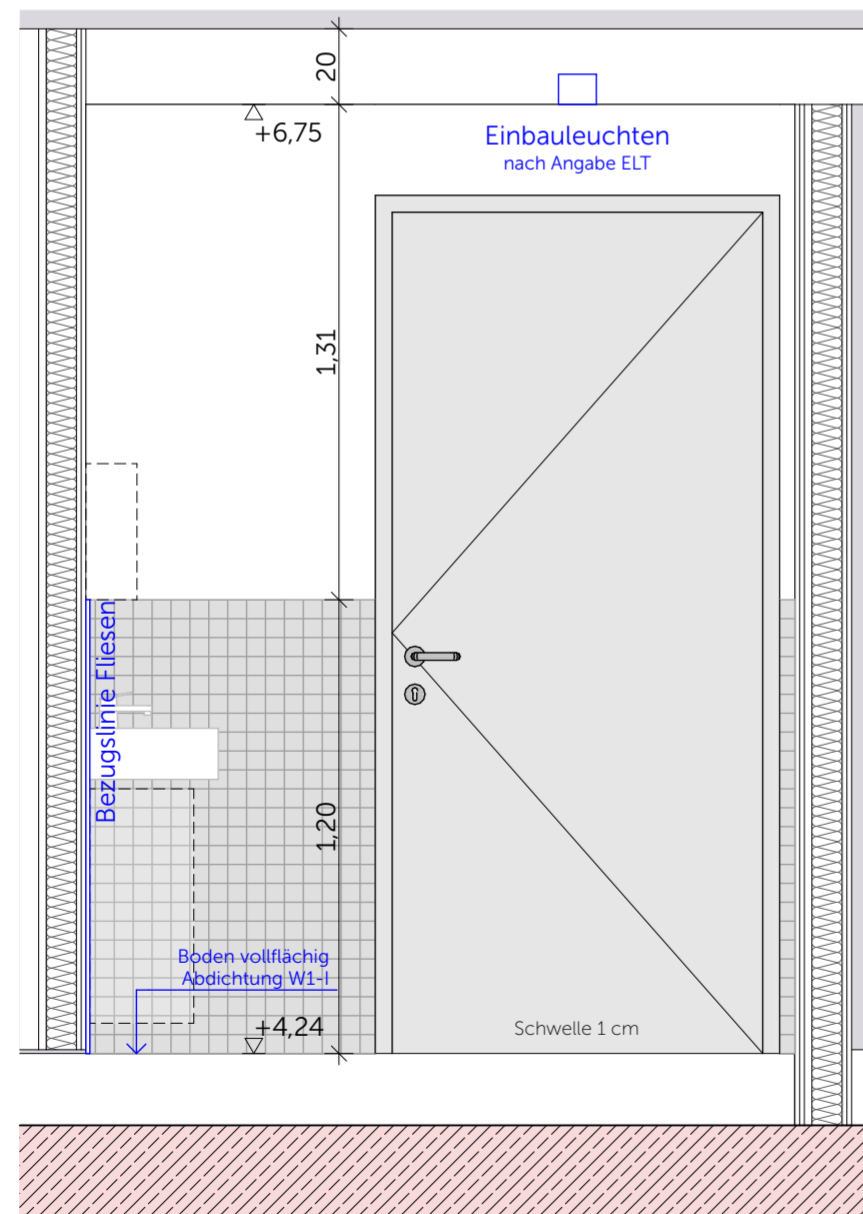 20
+6,75
Einbauleuchten
nach Angabe ELT
1,31
Bezugslinie Fliesen
1,20
Boden vollflächig
Abdichtung W1-I
+4,24
Schwelle 1 cm